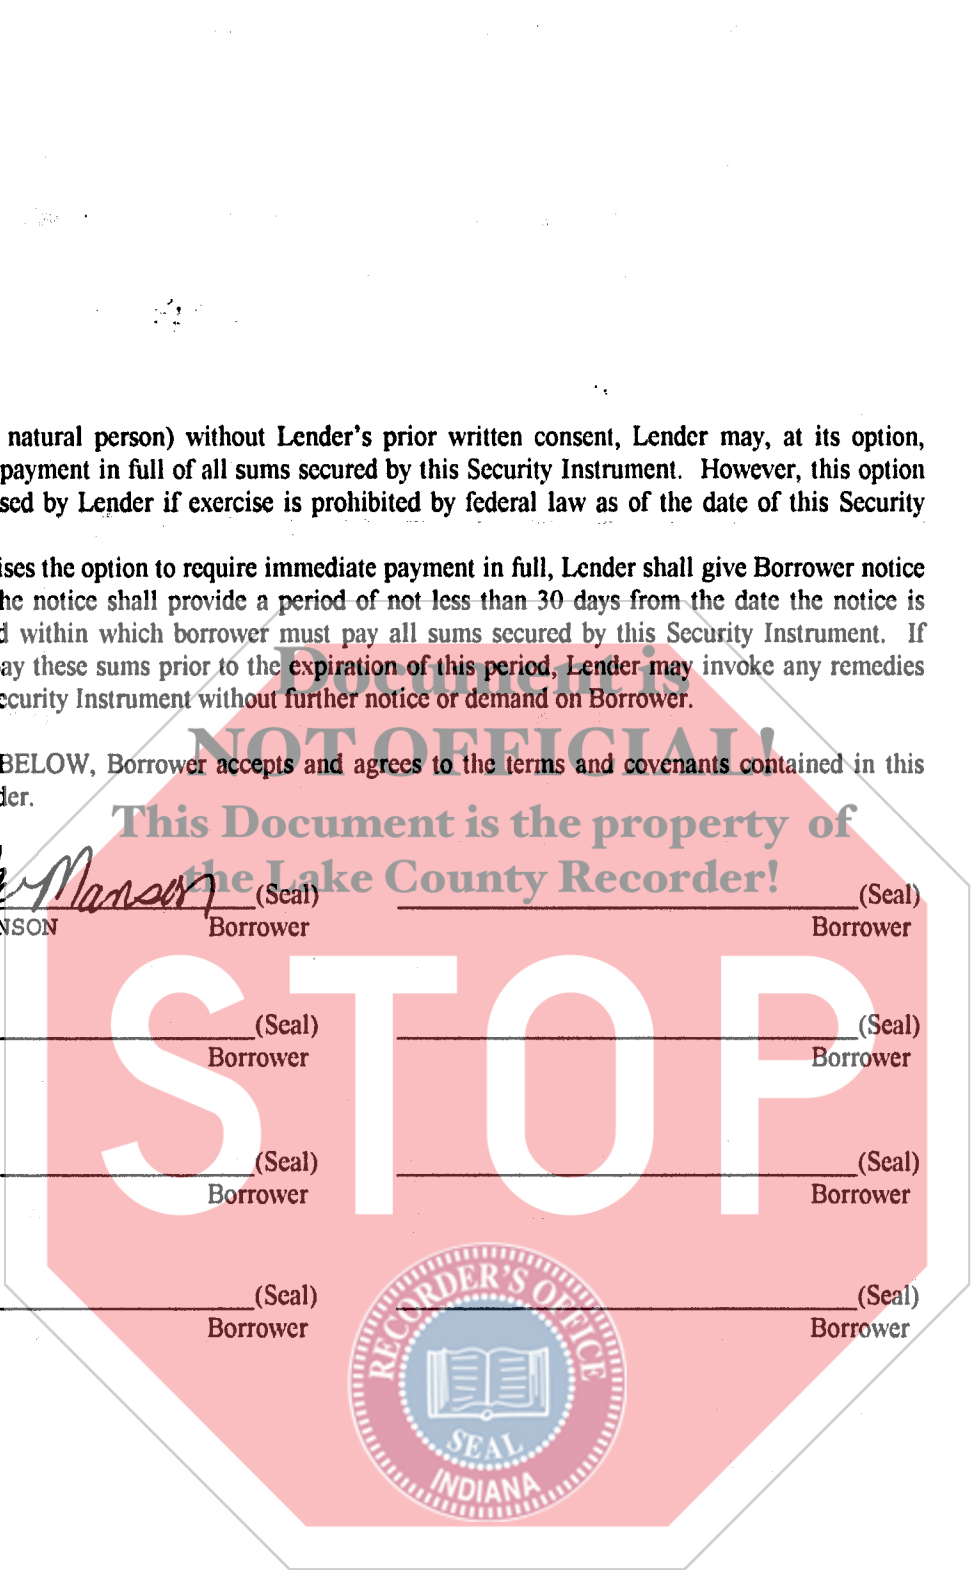 natural person) without Lender's prior written consent, Lender may, at its option,
payment in full of all sums secured by this Security Instrument. However, this option
sed by Lender if exercise is prohibited by federal law as of the date of this Security
ises the option to require immediate payment in full, Lender shall give Borrower notice
he notice shall provide a period of not less than 30 days from the date the notice is
d within which borrower must pay all sums secured by this Security Instrument. If
ay these sums prior to the expiration of this period, Lender may invoke any remedies
ecurity Instrument without further notice or demand on Borrower.
Document is
NOT OFFICIAL!
BELOW, Borrower accepts and agrees to the terms and covenants contained in this
der.
This Document is the property of
the Lake County Recorder!
Manson (Seal) (Seal)
NSON Borrower Borrower
STOP
(Seal) (Seal)
Borrower Borrower
(Seal) (Seal)
Borrower Borrower
(Seal) (Seal)
Borrower Borrower
RECORDER'S OFFICE
SEAL
INDIANA